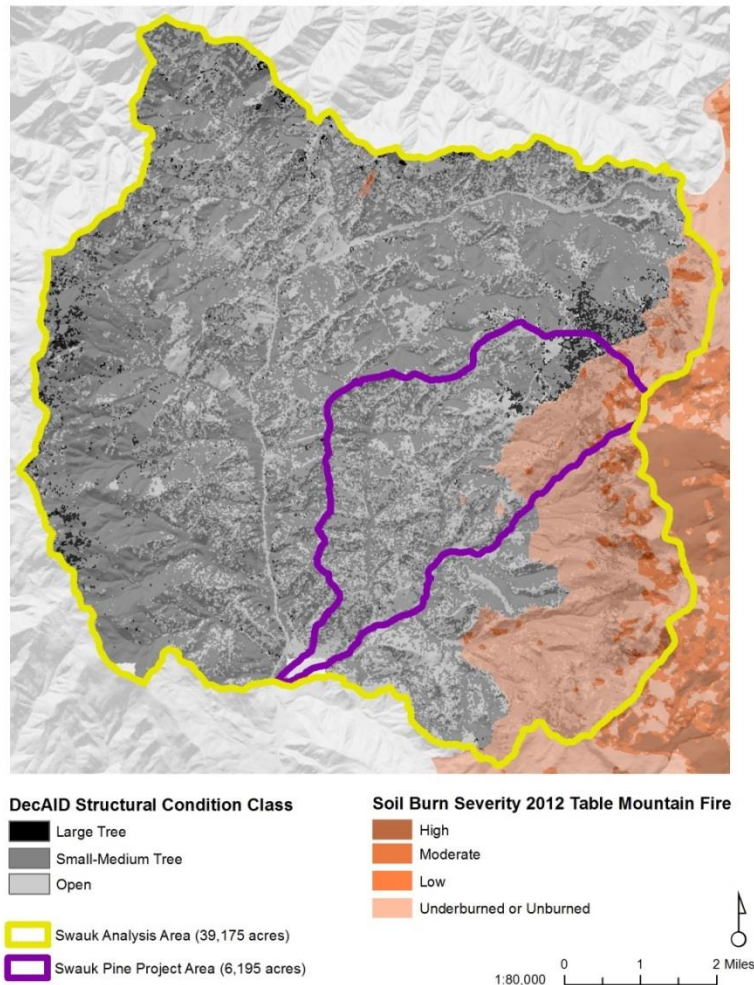 DecAID Structural Condition Class
Large Tree
Small-Medium Tree
Open
Swauk Analysis Area (39,175 acres)
Swauk Pine Project Area (6,195 acres)
Soil Burn Severity 2012 Table Mountain Fire
High
Moderate
Low
Underburned or Unburned
0 1 2 Miles
1:80,000